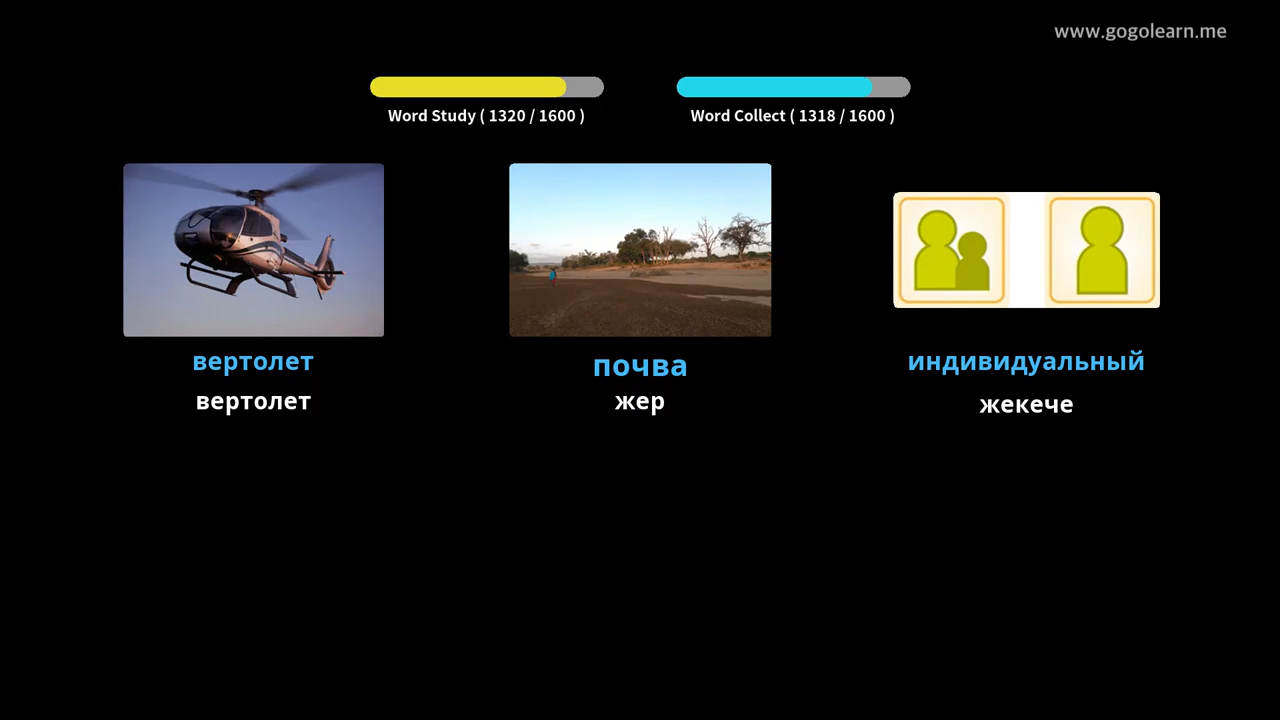 www.gogolearn.me
Word Study ( 1320 / 1600 )
Word Collect ( 1318 / 1600 )
вертолет
вертолет
почва
жер
индивидуальный
жекече